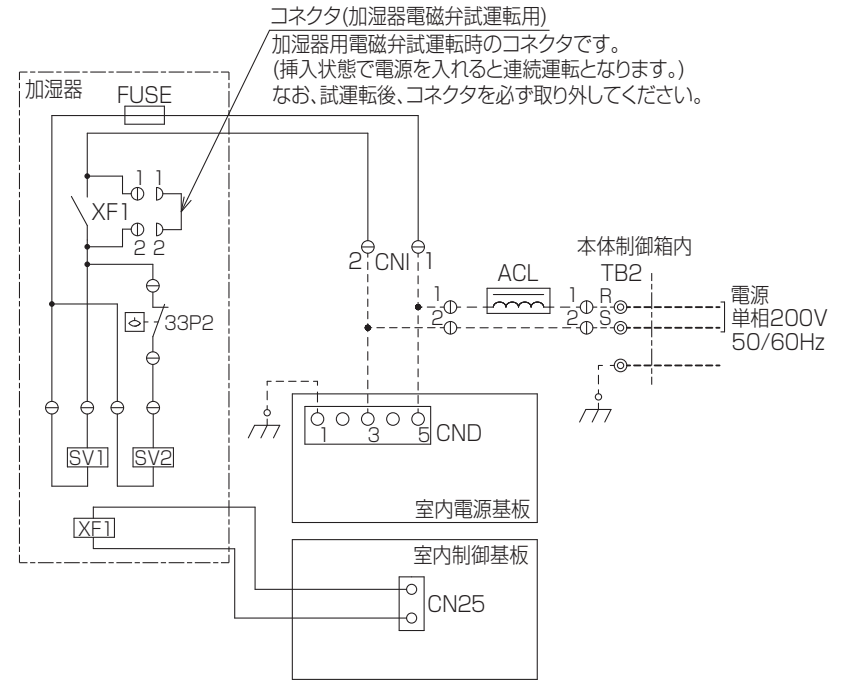 コネクタ(加湿器電磁弁試運転用)
加湿器用電磁弁試運転時のコネクタです。
(挿入状態で電源を入れると連続運転となります。)
なお、試運転後、コネクタを必ず取り外してください。
加湿器
FUSE
1 1
XF1
2 2
33P2
SV1
SV2
XF1
2 CN1 1
本体制御箱内
ACL
TB2
1
1
R
2
2
S
電源
単相200V
50/60Hz
1
3
5
CND
室内電源基板
室内制御基板
CN25